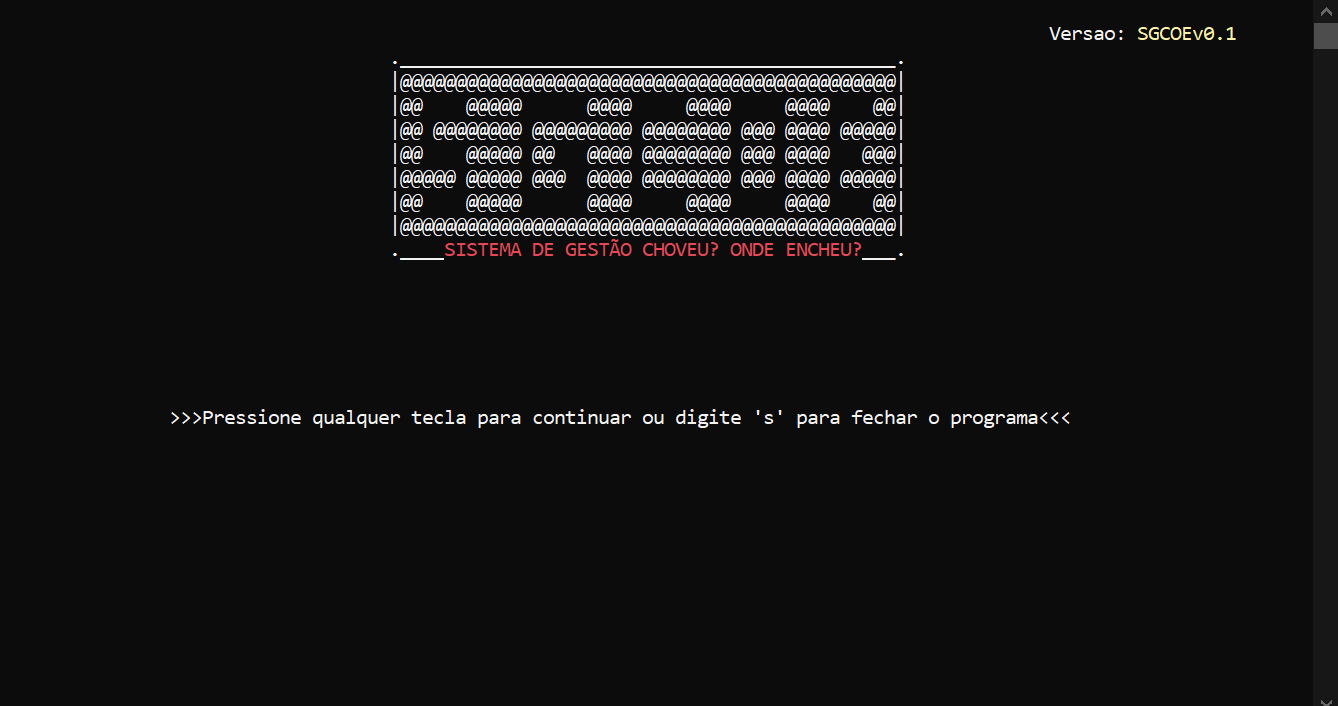 Versao: SGCOEv0.1
._____________________________________________.
|@@@@@@@@@@@@@@@@@@@@@@@@@@@@@@@@@@@@@@@@@@@@@|
|@@    @@@@@      @@@@     @@@@     @@@@    @@|
|@@ @@@@@@@@ @@@@@@@@@ @@@@@@@@ @@@ @@@@ @@@@@|
|@@    @@@@@ @@   @@@@ @@@@@@@@ @@@ @@@@   @@@|
|@@@@@ @@@@@ @@@  @@@@ @@@@@@@@ @@@ @@@@ @@@@@|
|@@    @@@@@      @@@@     @@@@     @@@@    @@|
|@@@@@@@@@@@@@@@@@@@@@@@@@@@@@@@@@@@@@@@@@@@@@|
.____SISTEMA DE GESTÃO CHOVEU? ONDE ENCHEU?___.
>>>Pressione qualquer tecla para continuar ou digite 's' para fechar o programa<<<